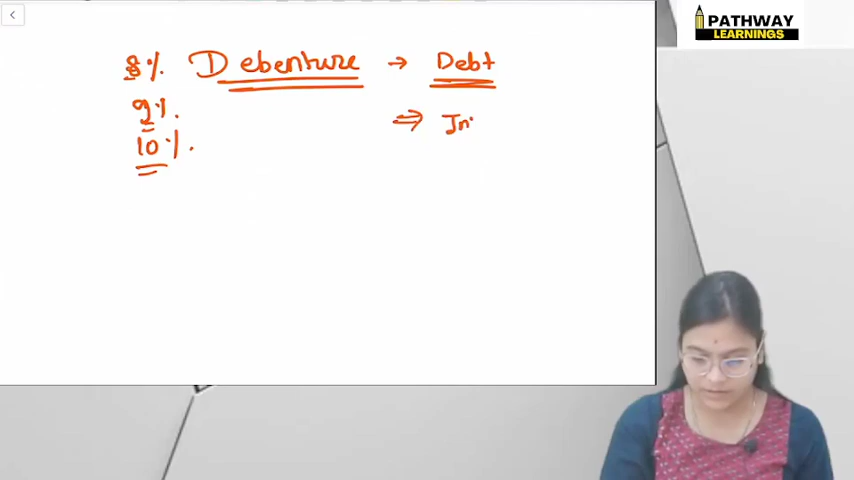 PATHWAY
LEARNINGS
8% Debenture → Debt
9%. ⇒ In
10%.